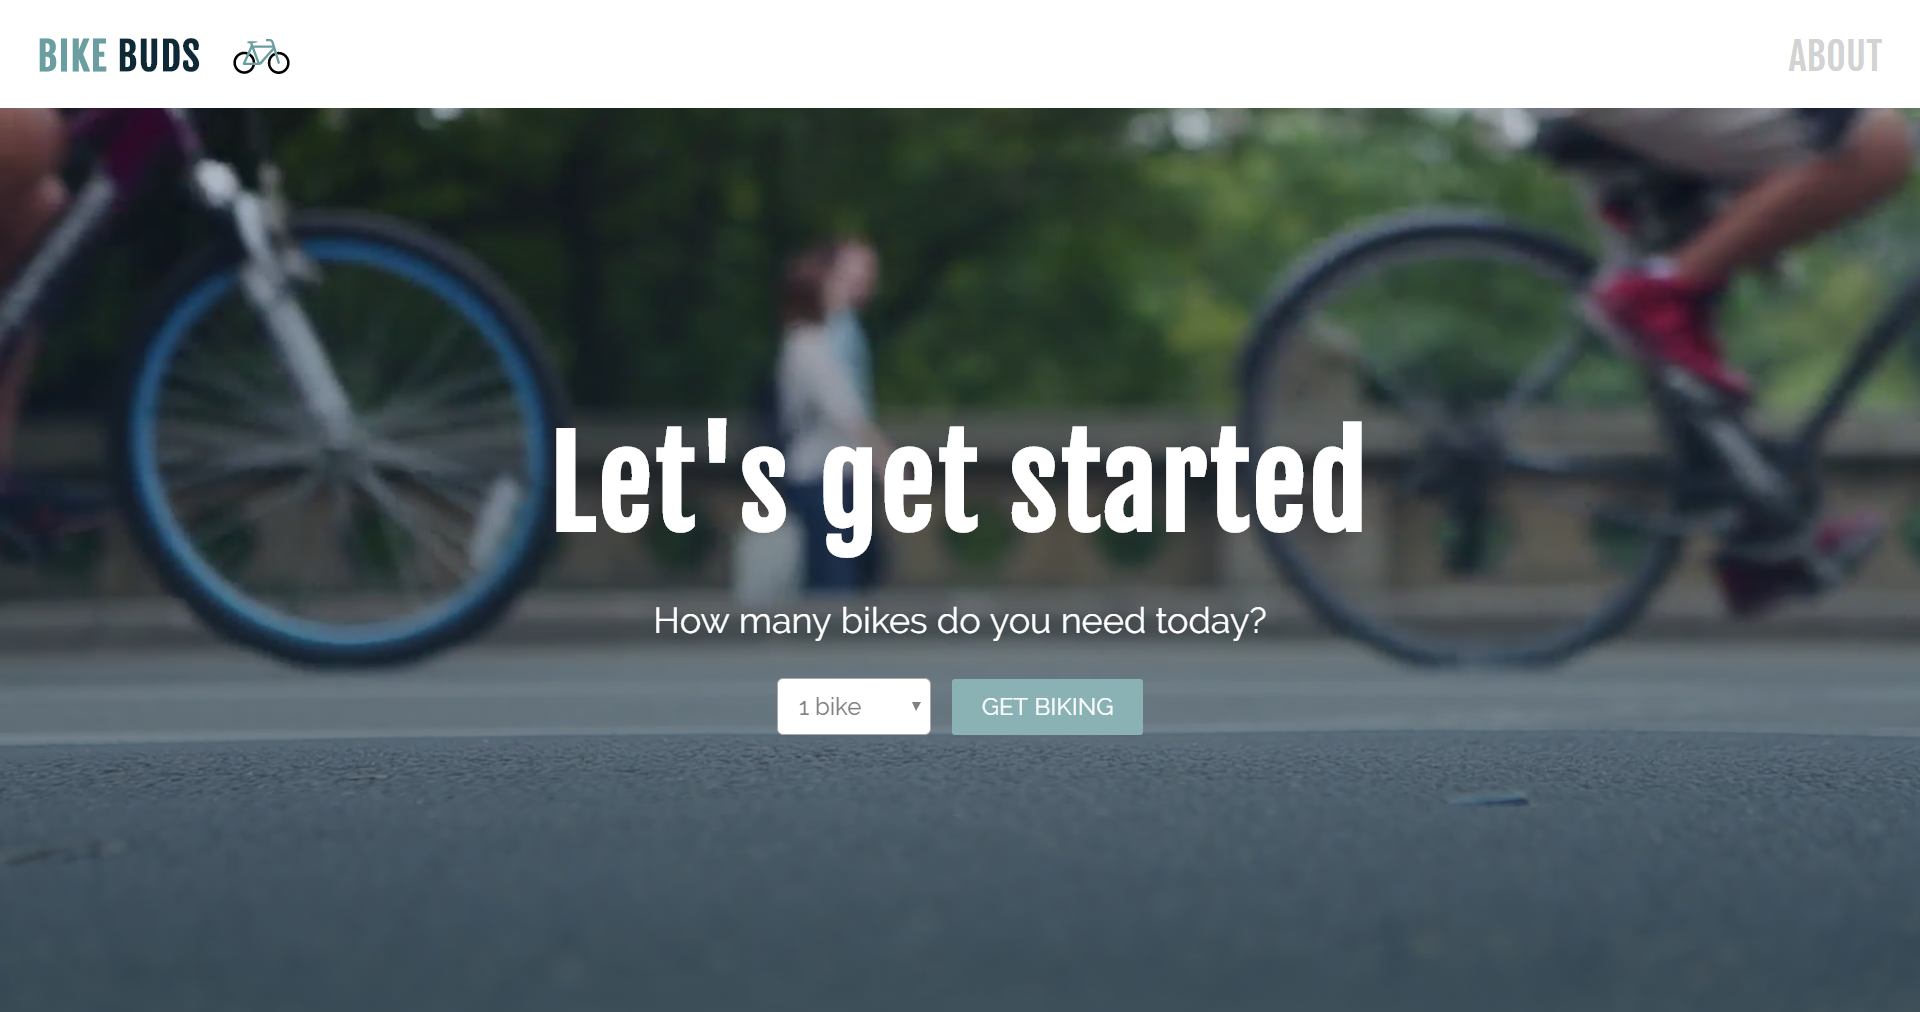 BIKE BUDS
ABOUT
Let's get started
How many bikes do you need today?
1 bike
GET BIKING